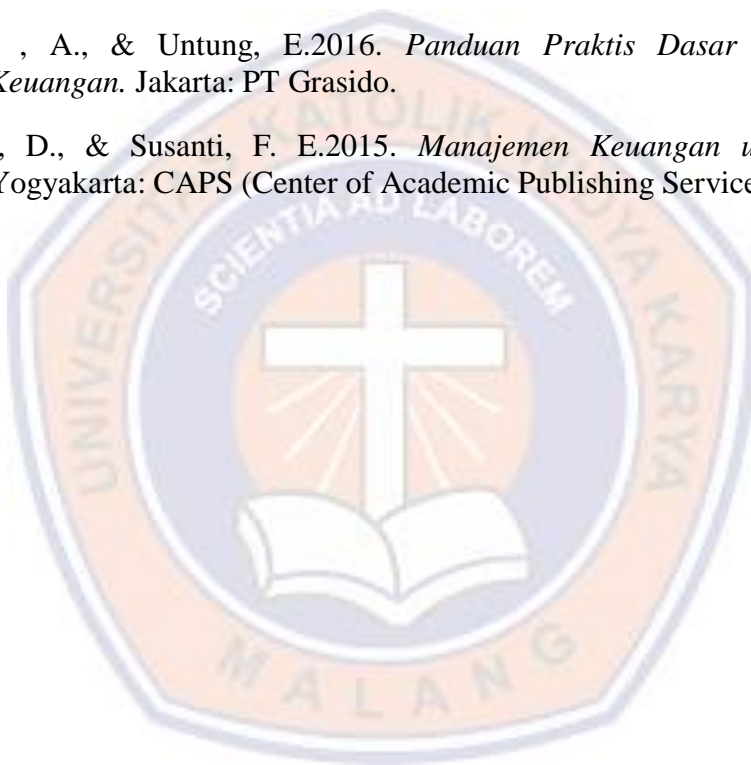 , A., & Untung, E.2016. Panduan Praktis Dasar
Keuangan. Jakarta: PT Grasido.
, D., & Susanti, F. E.2015. Manajemen Keuangan
Yogyakarta: CAPS (Center of Academic Publishing Service
UNIVERSITAS KATOLIK WIDYA KARYA
SCIENTIA AD LABOREM
MALANG